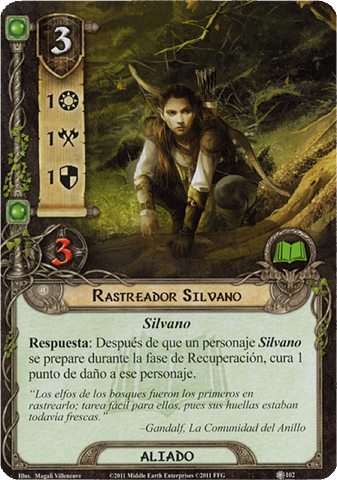 3
1
1
1
3
RASTREADOR SILVANO
Silvano
Respuesta: Después de que un personaje Silvano
se prepare durante la fase de Recuperación, cura 1
punto de daño a ese personaje.
“Los elfos de los bosques fueron los primeros en
rastrearlo; tarea fácil para ellos, pues sus huellas estaban
todavía frescas.”
–Gandalf, La Comunidad del Anillo
ALIADO
Illus. Magali Villeneuve
©2011 Middle Earth Enterprises ©2011 FFG
102